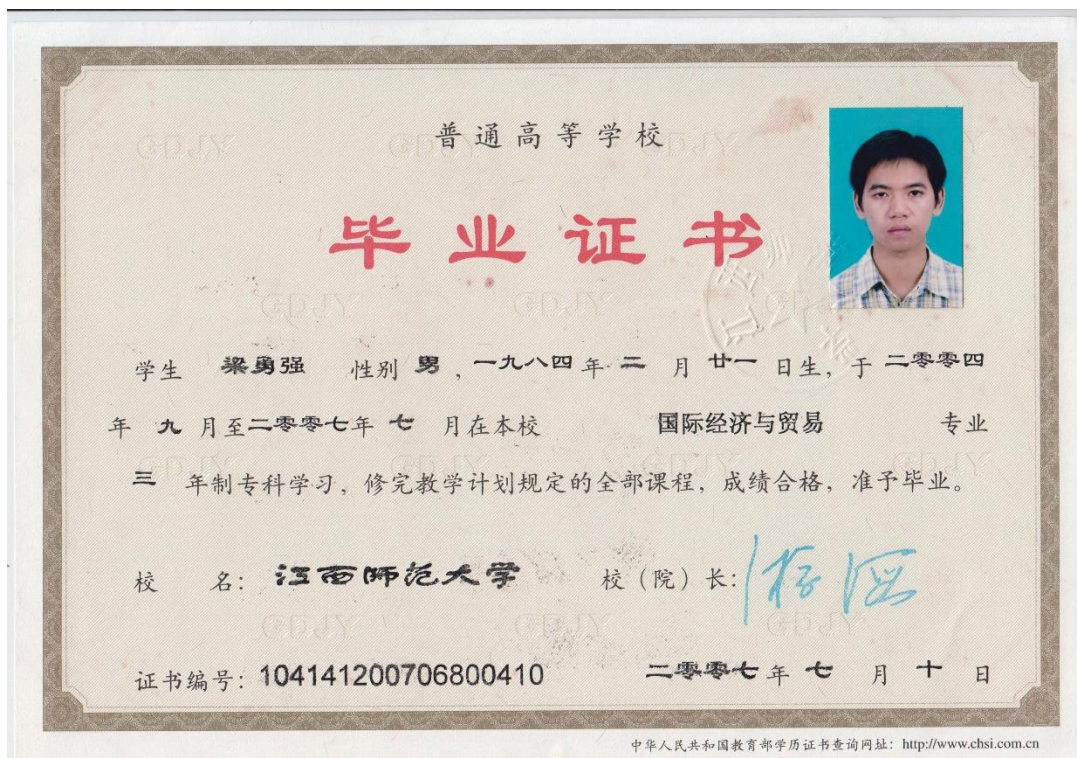 普通高等学校
毕业证书
学生 梁勇强 性别 男，一九八四年 二 月 廿一 日生，于 二零零四
年 九 月至二零零七年 七 月在本校 国际经济与贸易 专业
三 年制专科学习，修完教学计划规定的全部课程，成绩合格，准予毕业。
校 名：江西师范大学 校（院）长：
证书编号：104141200706800410 二零零七年 七 月 十 日
中华人民共和国教育部学历证书查询网址：http://www.chsi.com.cn